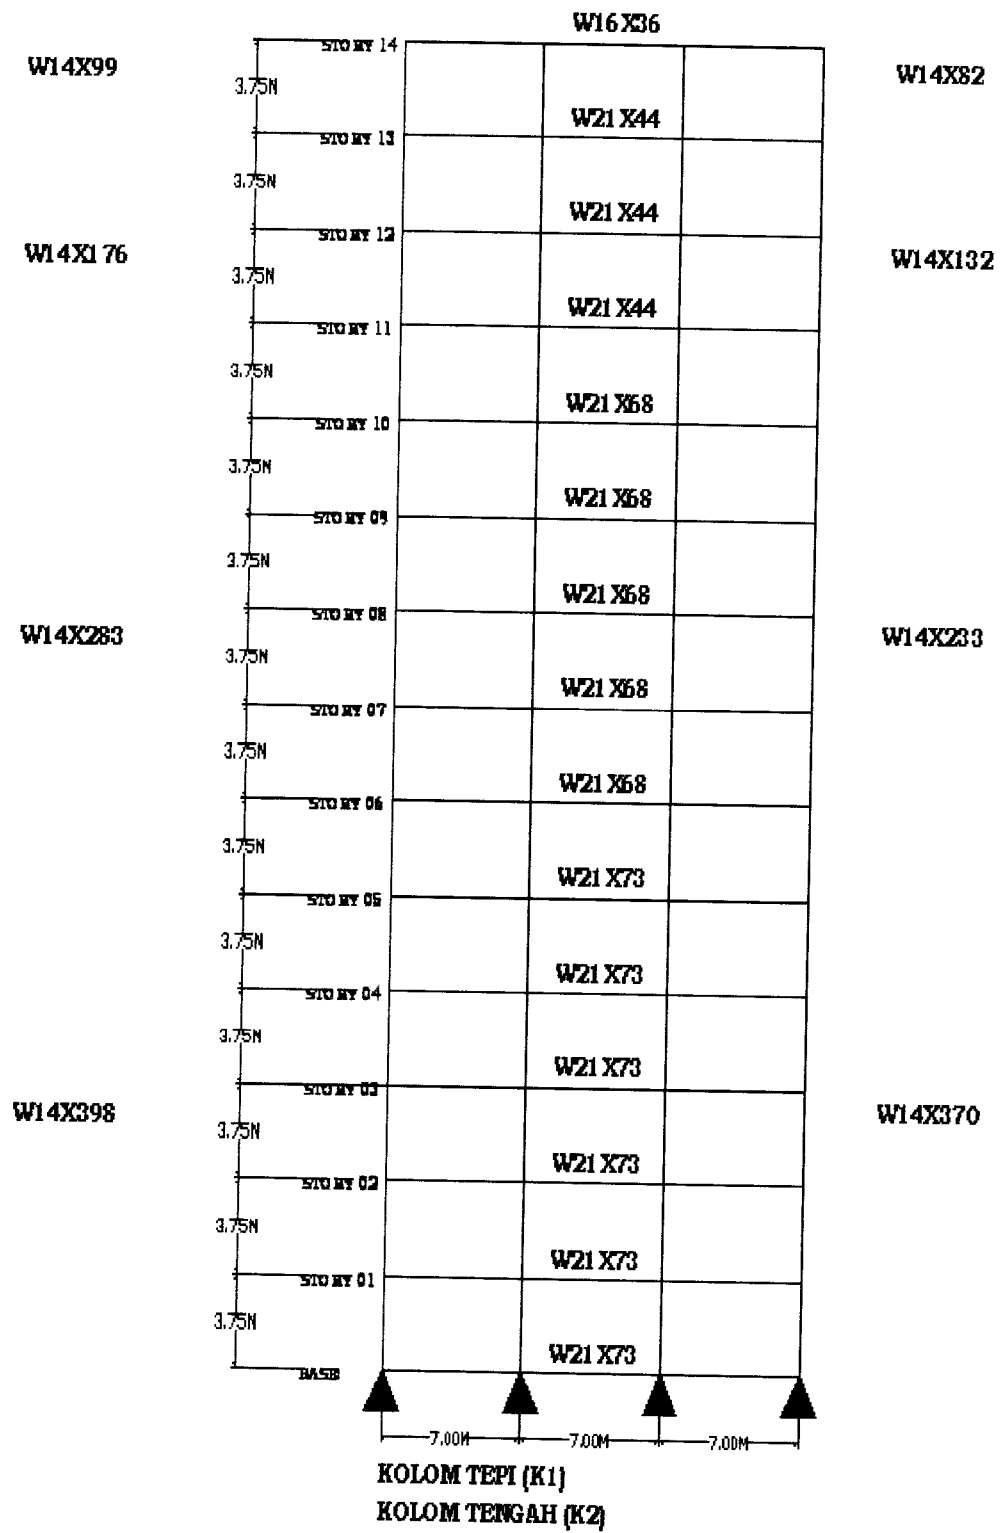 W16X36
STORY 14
W14X99
W14X82
3.75M
W21X44
STORY 13
3.75M
W21X44
STORY 12
W14X176
W14X132
3.75M
W21X44
STORY 11
3.75M
W21X68
STORY 10
3.75M
W21X68
STORY 09
3.75M
W21X68
STORY 08
W14X283
W14X233
3.75M
W21X68
STORY 07
3.75M
W21X68
STORY 06
3.75M
W21X73
STORY 05
3.75M
W21X73
STORY 04
3.75M
W21X73
STORY 03
W14X398
W14X370
3.75M
W21X73
STORY 02
3.75M
W21X73
STORY 01
3.75M
W21X73
BASE
7.00M 7.00M 7.00M
KOLOM TEPI (K1)
KOLOM TENGAH (K2)